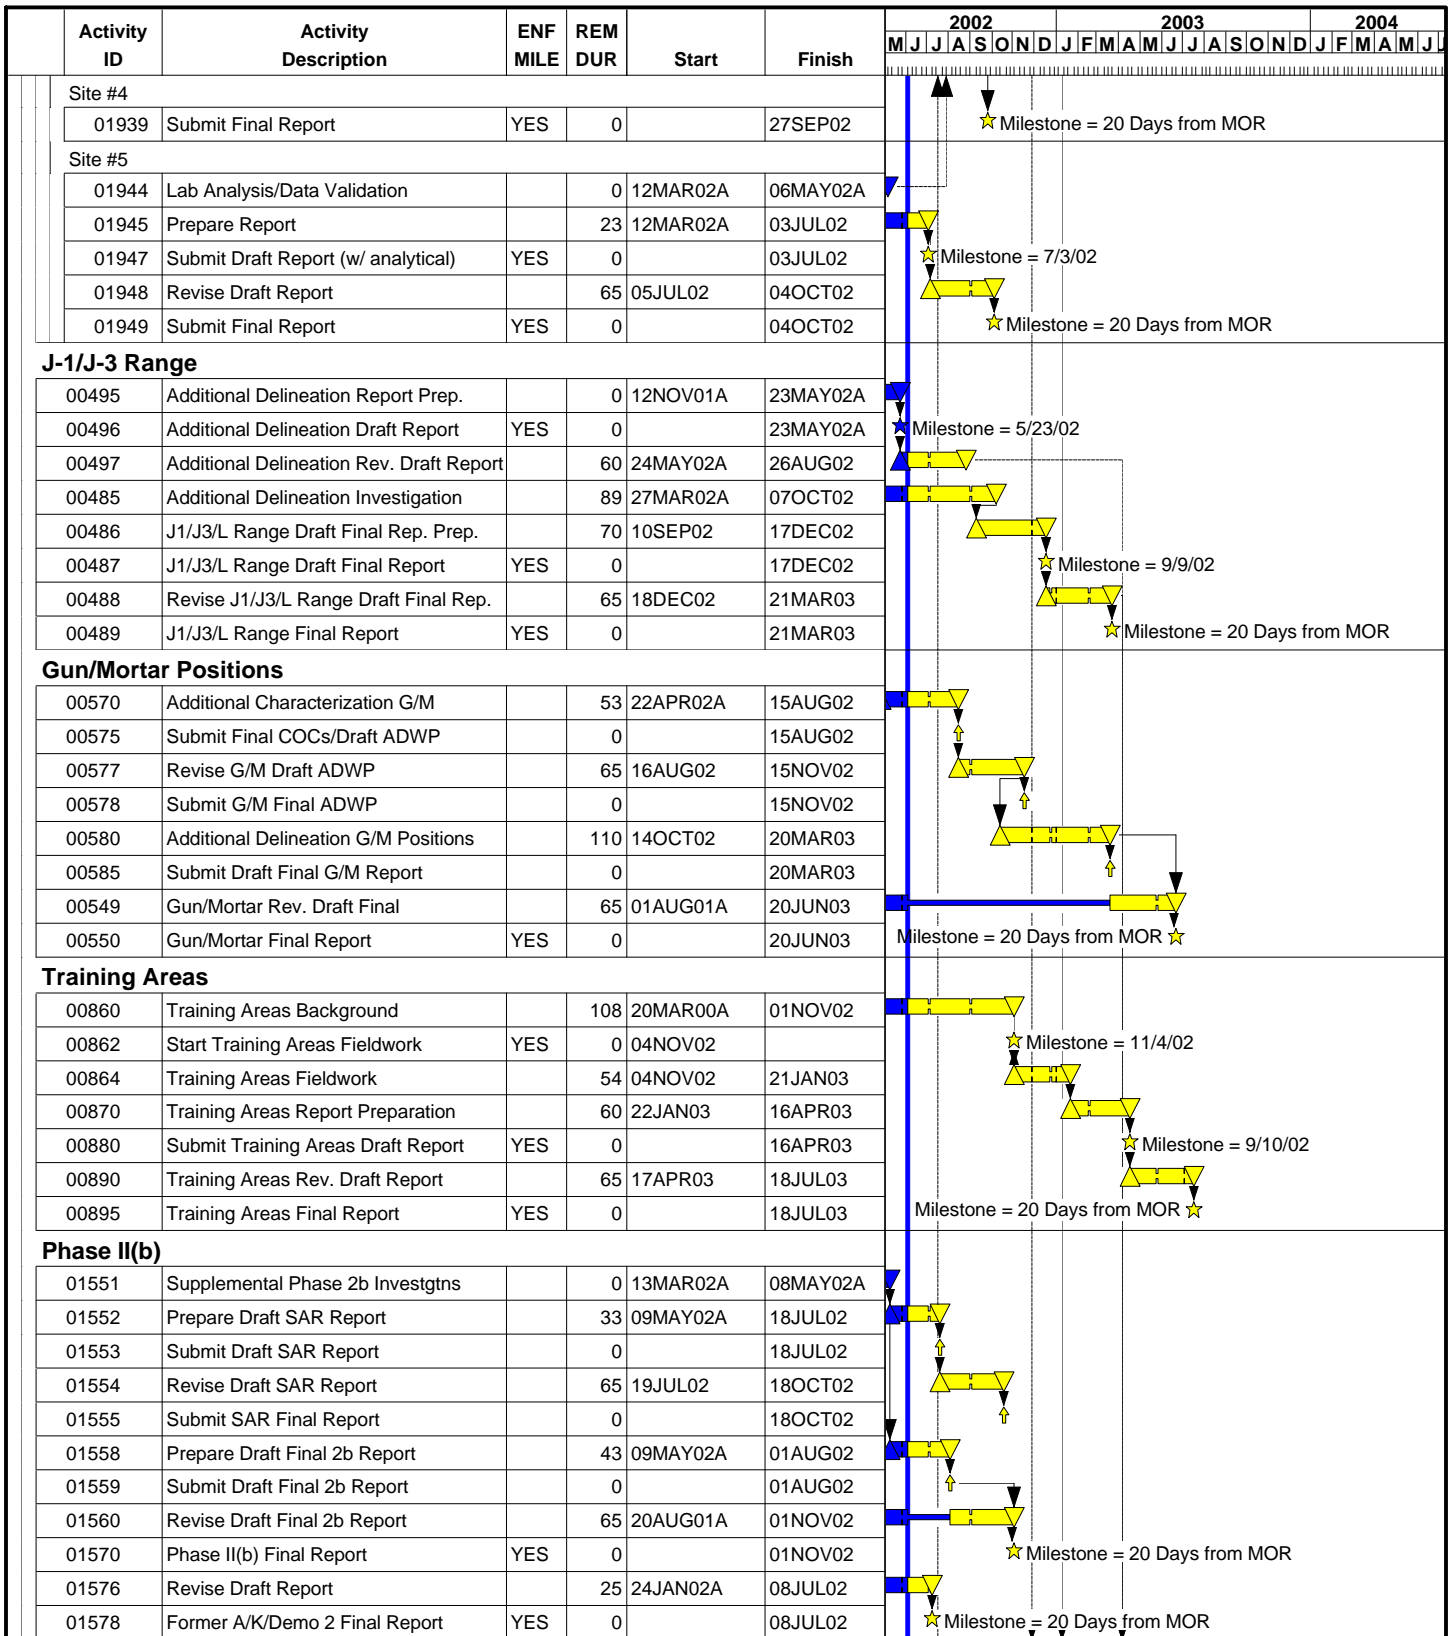 Activity ID Activity Description ENF MILE REM DUR Start Finish 2002 2003 2004
M J J A S O N D J F M A M J J A S O N D J F M A M J J
Site #4
01939 Submit Final Report YES 0 27SEP02 Milestone = 20 Days from MOR
Site #5
01944 Lab Analysis/Data Validation 0 12MAR02A 06MAY02A
01945 Prepare Report 23 12MAR02A 03JUL02
01947 Submit Draft Report (w/ analytical) YES 0 03JUL02 Milestone = 7/3/02
01948 Revise Draft Report 65 05JUL02 04OCT02
01949 Submit Final Report YES 0 04OCT02 Milestone = 20 Days from MOR
J-1/J-3 Range
00495 Additional Delineation Report Prep. 0 12NOV01A 23MAY02A
00496 Additional Delineation Draft Report YES 0 23MAY02A Milestone = 5/23/02
00497 Additional Delineation Rev. Draft Report 60 24MAY02A 26AUG02
00485 Additional Delineation Investigation 89 27MAR02A 07OCT02
00486 J1/J3/L Range Draft Final Rep. Prep. 70 10SEP02 17DEC02
00487 J1/J3/L Range Draft Final Report YES 0 17DEC02 Milestone = 9/9/02
00488 Revise J1/J3/L Range Draft Final Rep. 65 18DEC02 21MAR03
00489 J1/J3/L Range Final Report YES 0 21MAR03 Milestone = 20 Days from MOR
Gun/Mortar Positions
00570 Additional Characterization G/M 53 22APR02A 15AUG02
00575 Submit Final COCs/Draft ADWP 0 15AUG02
00577 Revise G/M Draft ADWP 65 16AUG02 15NOV02
00578 Submit G/M Final ADWP 0 15NOV02
00580 Additional Delineation G/M Positions 110 14OCT02 20MAR03
00585 Submit Draft Final G/M Report 0 20MAR03
00549 Gun/Mortar Rev. Draft Final 65 01AUG01A 20JUN03
00550 Gun/Mortar Final Report YES 0 20JUN03 Milestone = 20 Days from MOR
Training Areas
00860 Training Areas Background 108 20MAR00A 01NOV02
00862 Start Training Areas Fieldwork YES 0 04NOV02 Milestone = 11/4/02
00864 Training Areas Fieldwork 54 04NOV02 21JAN03
00870 Training Areas Report Preparation 60 22JAN03 16APR03
00880 Submit Training Areas Draft Report YES 0 16APR03 Milestone = 9/10/02
00890 Training Areas Rev. Draft Report 65 17APR03 18JUL03
00895 Training Areas Final Report YES 0 18JUL03 Milestone = 20 Days from MOR
Phase II(b)
01551 Supplemental Phase 2b Investgtns 0 13MAR02A 08MAY02A
01552 Prepare Draft SAR Report 33 09MAY02A 18JUL02
01553 Submit Draft SAR Report 0 18JUL02
01554 Revise Draft SAR Report 65 19JUL02 18OCT02
01555 Submit SAR Final Report 0 18OCT02
01558 Prepare Draft Final 2b Report 43 09MAY02A 01AUG02
01559 Submit Draft Final 2b Report 0 01AUG02
01560 Revise Draft Final 2b Report 65 20AUG01A 01NOV02
01570 Phase II(b) Final Report YES 0 01NOV02 Milestone = 20 Days from MOR
01576 Revise Draft Report 25 24JAN02A 08JUL02
01578 Former A/K/Demo 2 Final Report YES 0 08JUL02 Milestone = 20 Days from MOR